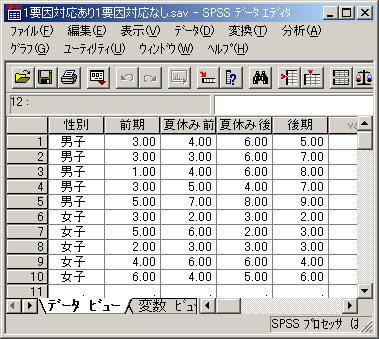 1要因対応あり1要因対応なし.sav - SPSS データ エディタ
ファイル(F) 編集(E) 表示(V) データ(D) 変換(T) 分析(A)
グラフ(G) ユーティリティ(U) ウィンドウ(W) ヘルプ(H)
12 :
性別 前期 夏休み前 夏休み後 後期 va
1 男子 3.00 4.00 6.00 5.00
2 男子 3.00 3.00 6.00 7.00
3 男子 1.00 4.00 6.00 8.00
4 男子 3.00 5.00 4.00 7.00
5 男子 5.00 7.00 8.00 9.00
6 女子 3.00 2.00 3.00 2.00
7 女子 5.00 6.00 2.00 3.00
8 女子 2.00 3.00 3.00 3.00
9 女子 4.00 6.00 6.00 4.00
10 女子 6.00 4.00 5.00 6.00
11
データ ビュー 変数 ビュ
SPSS プロセッサ は